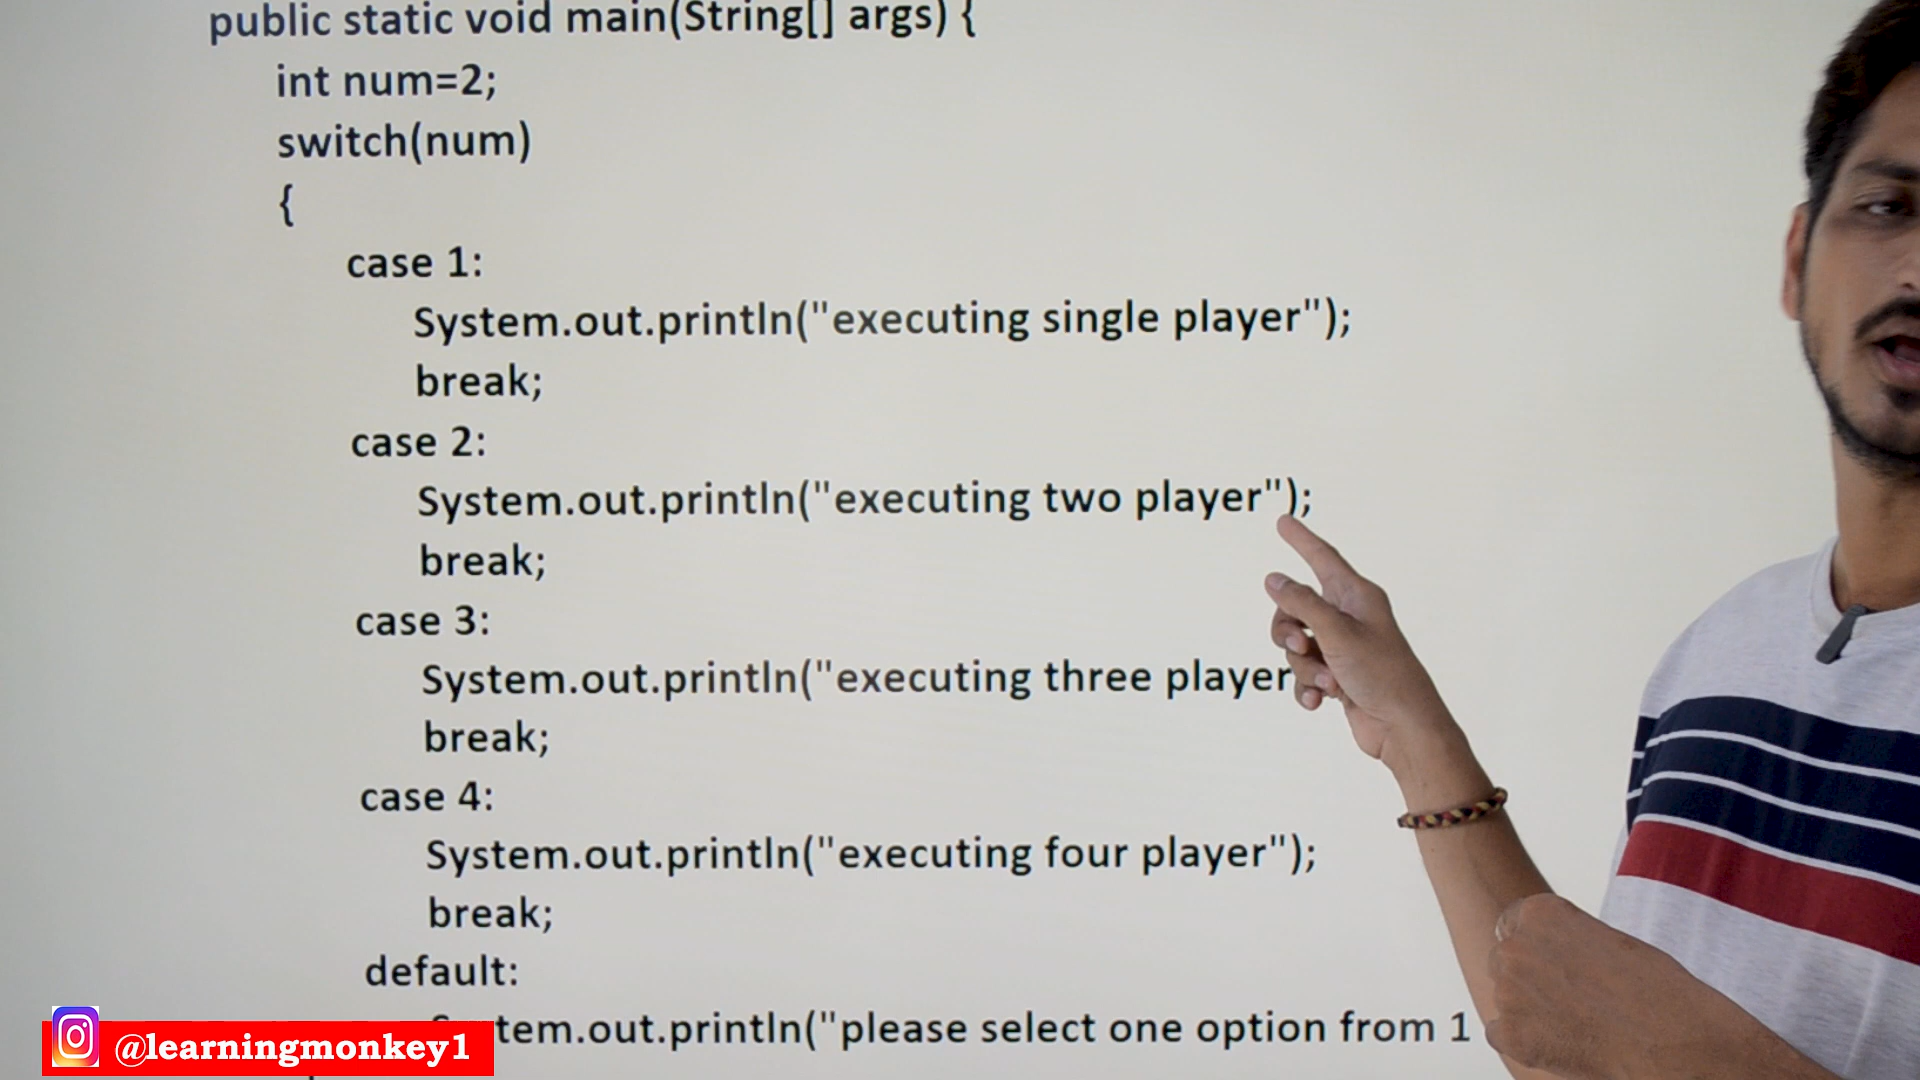 public static void main(String[] args) {
int num=2;
switch(num)
{
case 1:
System.out.println("executing single player");
break;
case 2:
System.out.println("executing two player");
break;
case 3:
System.out.println("executing three player
break;
case 4:
System.out.println("executing four player");
break;
default:
System.out.println("please select one option from 1
@learningmonkey1